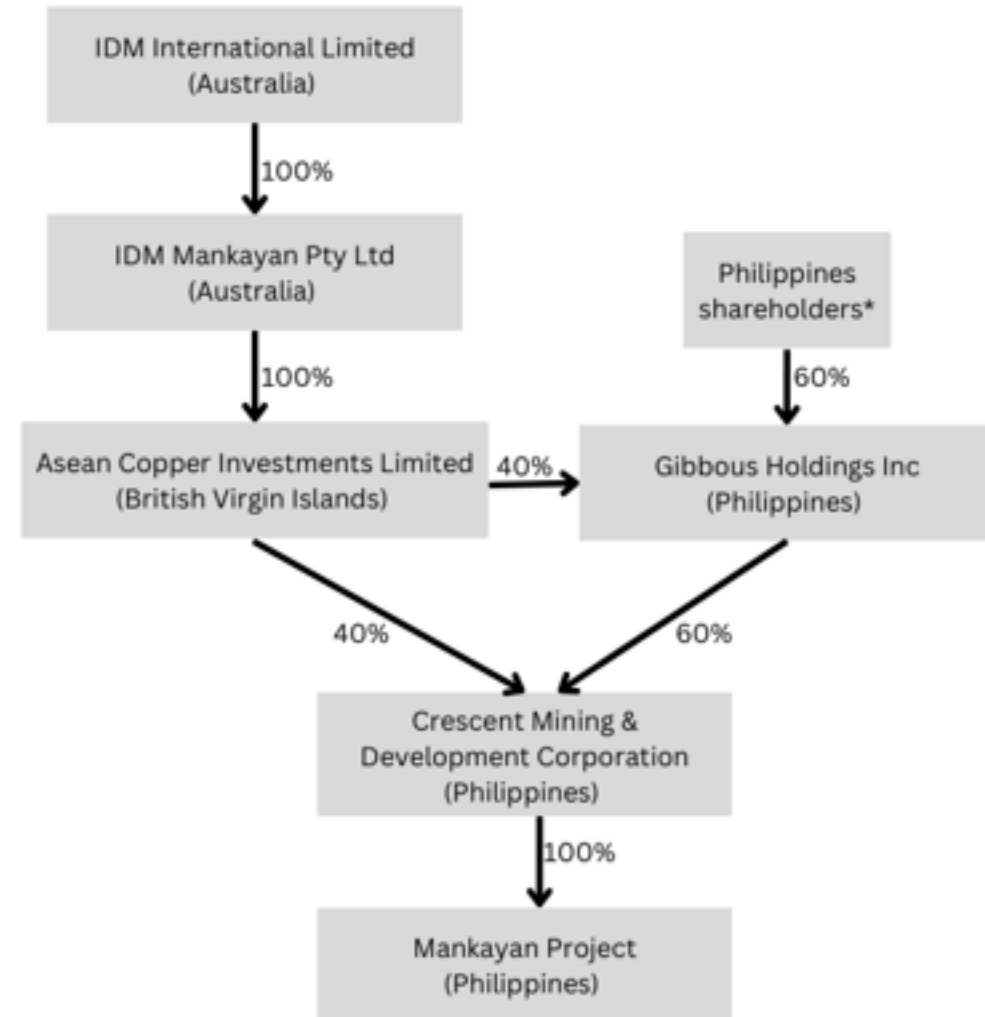 IDM International Limited
(Australia)
100%
IDM Mankayan Pty Ltd
(Australia)
Philippines
shareholders*
100%
60%
Asean Copper Investments Limited
(British Virgin Islands)
40%
Gibbous Holdings Inc
(Philippines)
40%
60%
Crescent Mining &
Development Corporation
(Philippines)
100%
Mankayan Project
(Philippines)